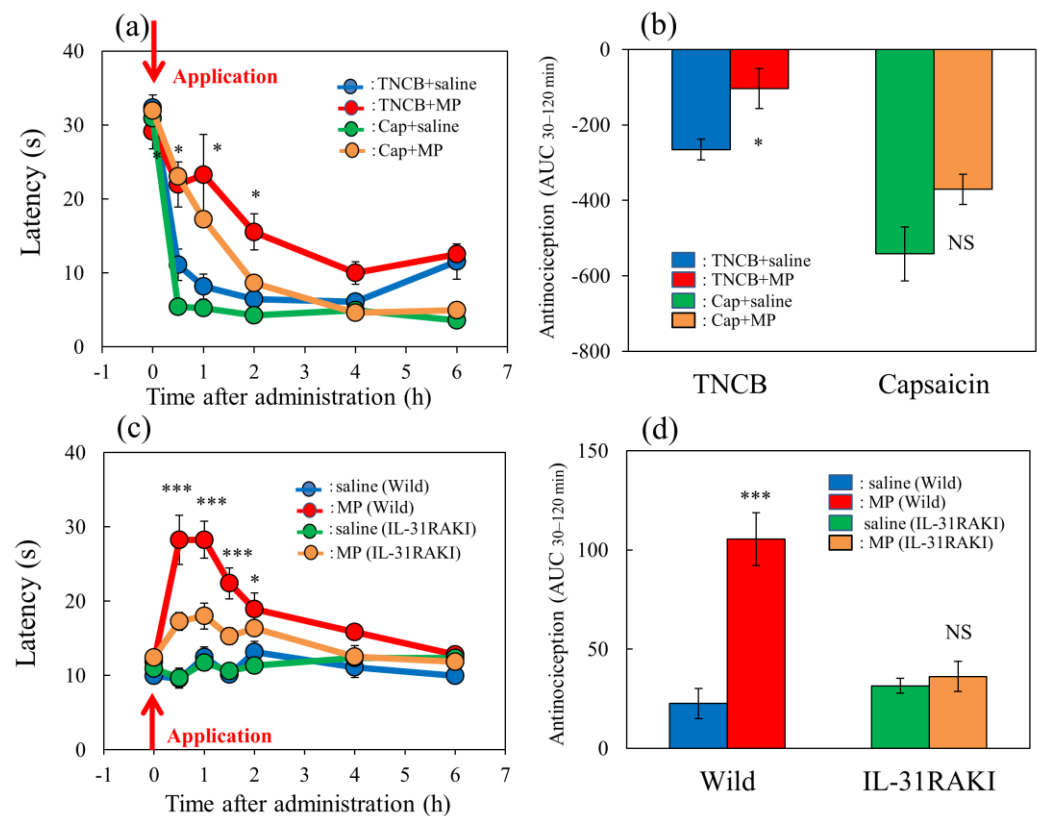 (a)
Application
: TNCB+saline
: TNCB+MP
: Cap+saline
: Cap+MP
*
*
*
*
40
30
20
10
0
-1 0 1 2 3 4 5 6 7
Latency (s)
Time after administration (h)
(b)
0
-200
-400
-600
-800
Antinociception (AUC 30–120 min)
*
NS
: TNCB+saline
: TNCB+MP
: Cap+saline
: Cap+MP
TNCB Capsaicin
(c)
: saline (Wild)
: MP (Wild)
: saline (IL-31RAKI)
: MP (IL-31RAKI)
***
***
***
*
40
30
20
10
0
Application
-1 0 1 2 3 4 5 6 7
Latency (s)
Time after administration (h)
(d)
150
100
50
0
Antinociception (AUC 30–120 min)
: saline (Wild)
: MP (Wild)
saline (IL-31RAKI)
: MP (IL-31RAKI)
***
NS
Wild IL-31RAKI